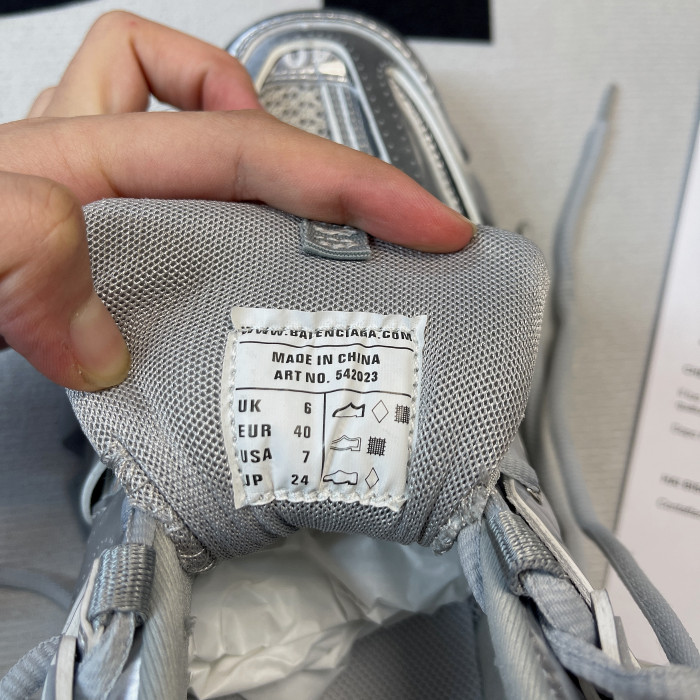 WWW.BALENCIAGA.COM
MADE IN CHINA
ART NO. 542023
UK 6
EUR 40
USA 7
JP 24